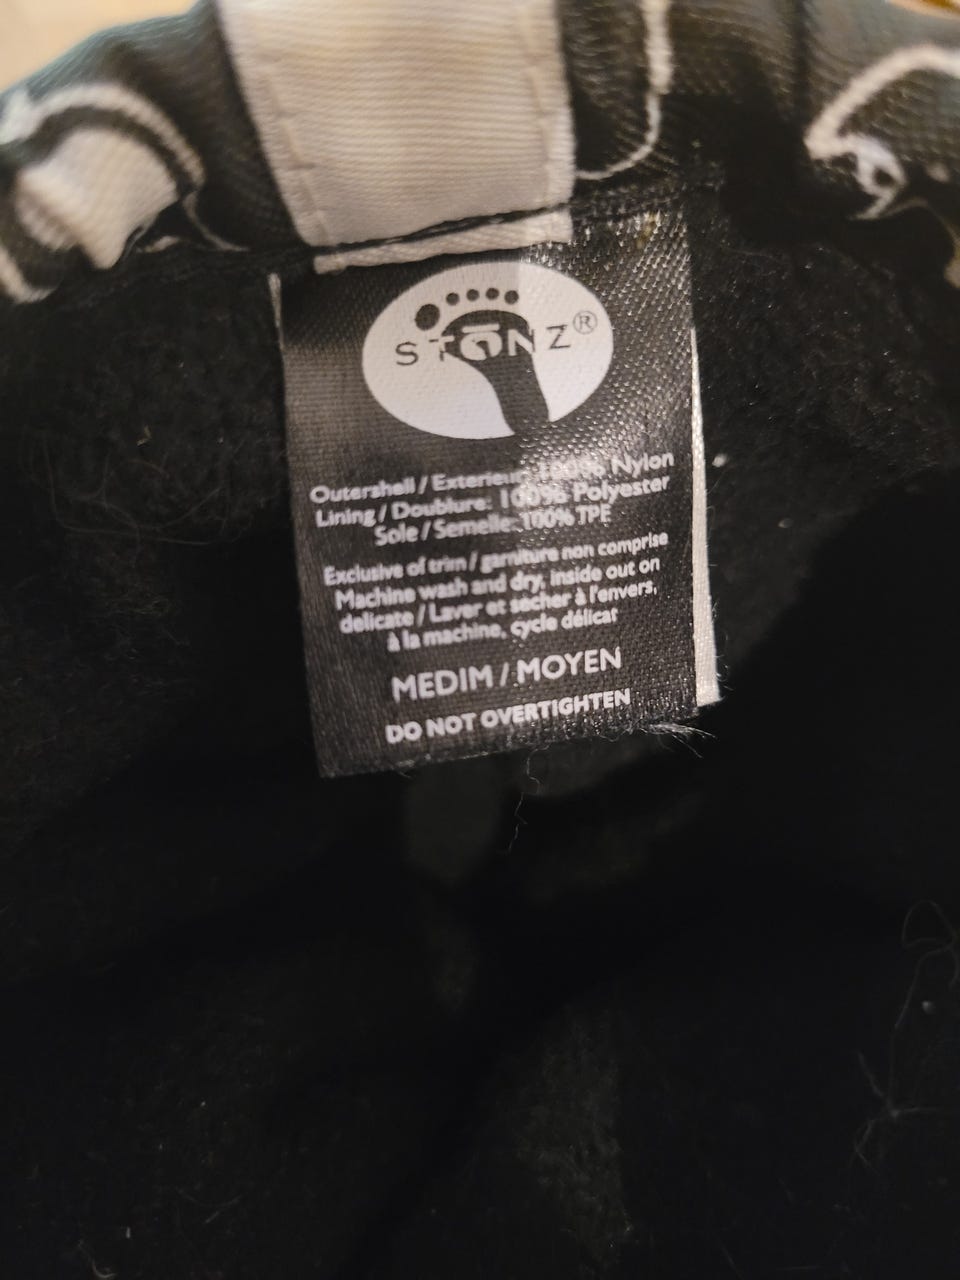 STŌNZ®
Outershell / Exterieur: 100% Nylon
Lining / Doublure: 100% Polyester
Sole / Semelle: 100% TPE
Exclusive of trim / garniture non comprise
Machine wash and dry, inside out on
delicate / Laver et sécher à l'envers,
à la machine, cycle délicat
MEDIM / MOYEN
DO NOT OVERTIGHTEN